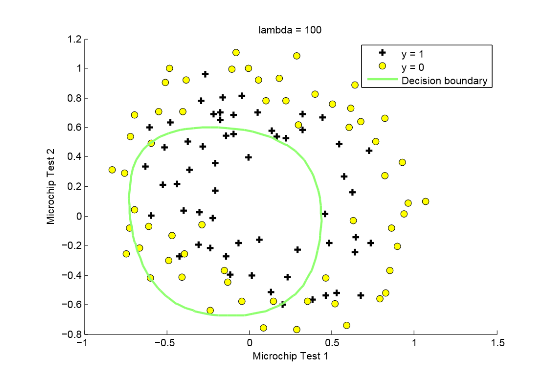 lambda = 100
y = 1
y = 0
Decision boundary
Microchip Test 2
1.2
1
0.8
0.6
0.4
0.2
0
-0.2
-0.4
-0.6
-0.8
-1
-0.5
0
0.5
1
1.5
Microchip Test 1